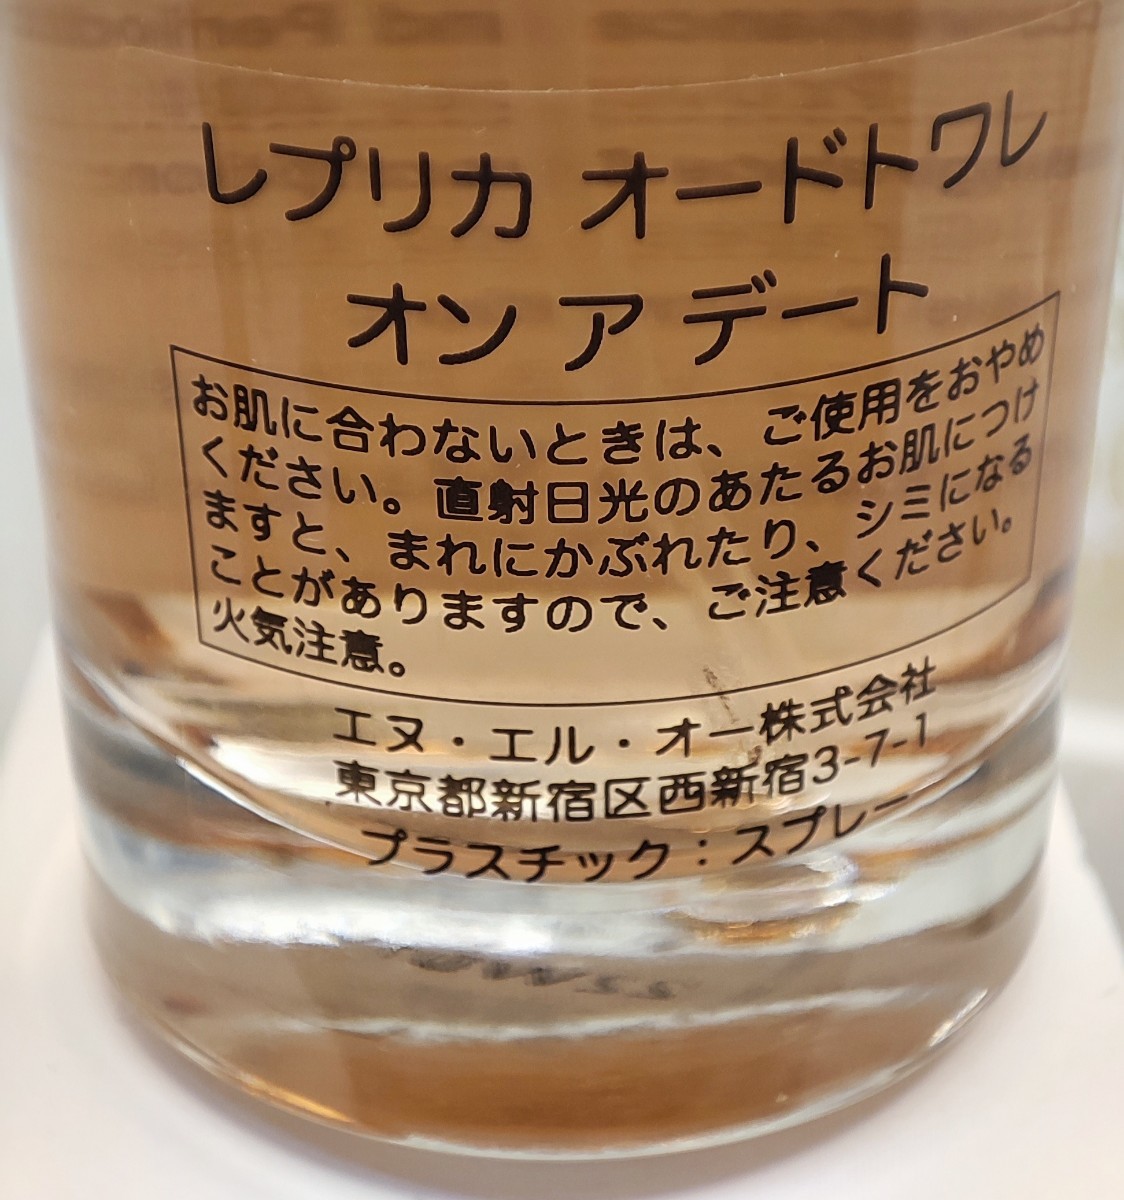 レプリカ オードトワレ
オン ア デート
お肌に合わないときは、ご使用をおやめ
ください。直射日光のあたるお肌につけ
ますと、まれにかぶれたり、シミになる
ことがありますので、ご注意ください。
火気注意。
エヌ・エル・オー株式会社
東京都新宿区西新宿3-7-1
プラスチック：スプレー